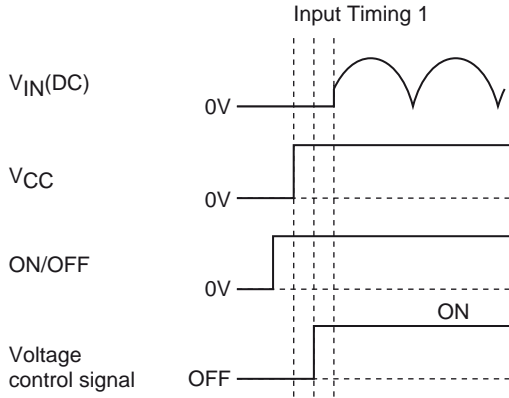 Input Timing 1
VIN(DC)
0V
VCC
0V
ON/OFF
0V
ON
Voltage
control signal
OFF